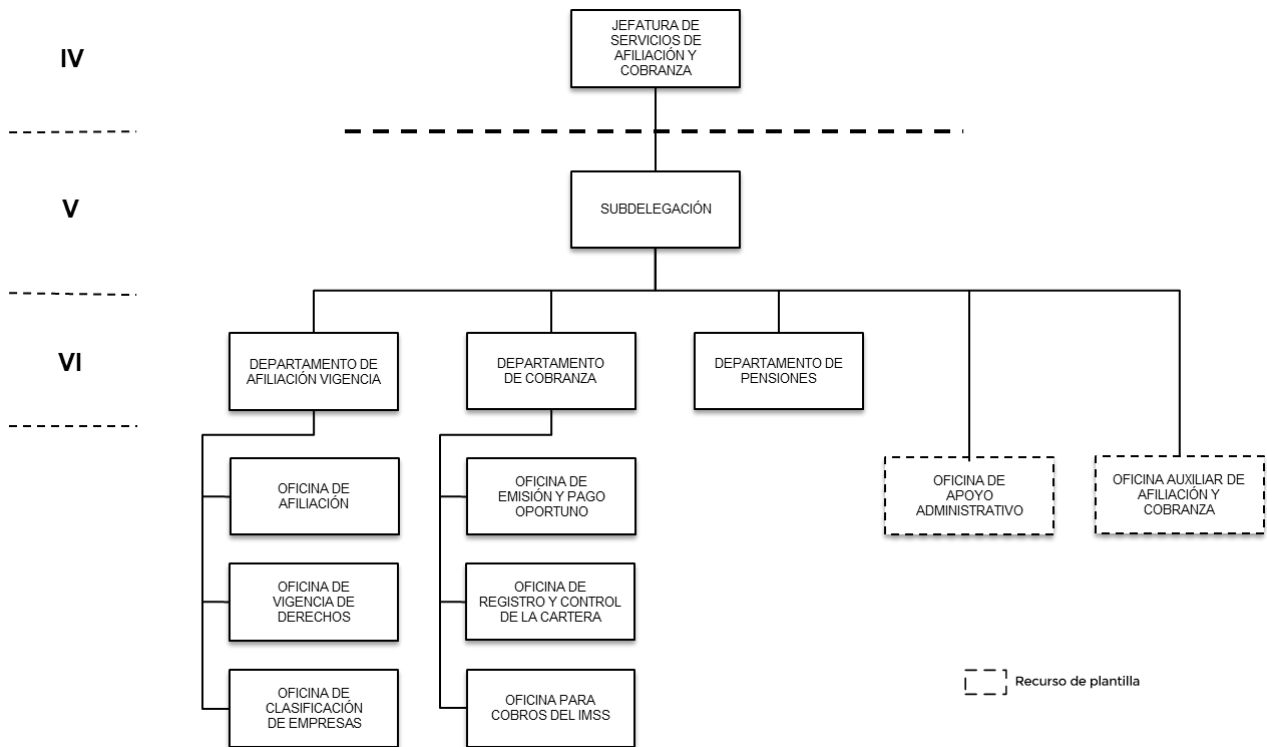 IV
JEFATURA DE
SERVICIOS DE
AFILIACIÓN Y
COBRANZA
V
SUBDELEGACIÓN
VI
DEPARTAMENTO DE
AFILIACIÓN VIGENCIA
DEPARTAMENTO
DE COBRANZA
DEPARTAMENTO DE
PENSIONES
OFICINA DE
AFILIACIÓN
OFICINA DE
EMISIÓN Y PAGO
OPORTUNO
OFICINA DE
APOYO
ADMINISTRATIVO
OFICINA AUXILIAR DE
AFILIACIÓN Y
COBRANZA
OFICINA DE
VIGENCIA DE
DERECHOS
OFICINA DE
REGISTRO Y CONTROL
DE LA CARTERA
OFICINA DE
CLASIFICACIÓN
DE EMPRESAS
OFICINA PARA
COBROS DEL IMSS
Recurso de plantilla